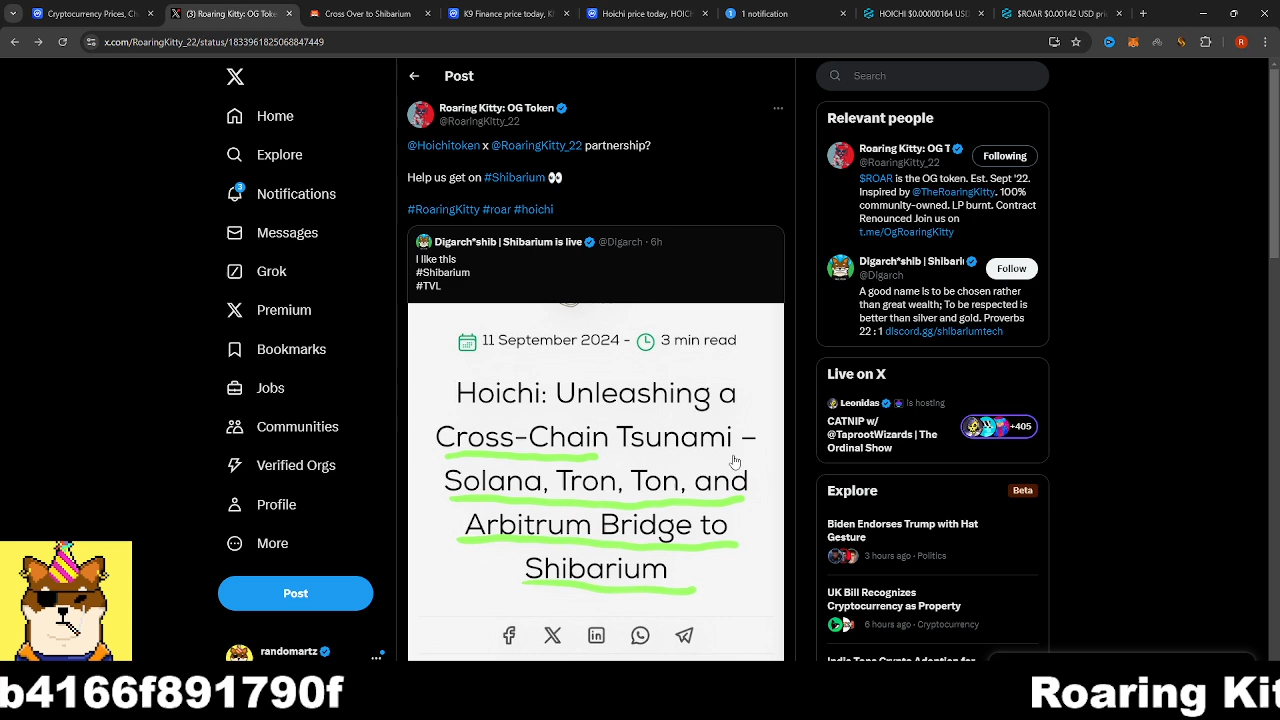 Cryptocurrency Prices, Ch
(3) Roaring Kitty: OG Token
Cross Over to Shibarium
K9 Finance price today, K
Hoichi price today, HOIC
1 notification
HOICHI $0.00000164 USD
$ROAR $0.00142 USD pri
x.com/RoaringKitty_22/status/1833961825068847449
R
Home
Explore
3
Notifications
Messages
Grok
Premium
Bookmarks
Jobs
Communities
Verified Orgs
Profile
More
Post
randomartz
Post
Roaring Kitty: OG Token
@RoaringKitty_22
@Hoichitoken x @RoaringKitty_22 partnership?
Help us get on #Shibarium 👀
#RoaringKitty #roar #hoichi
Digarch*shib | Shibarium is live @Digarch · 6h
I like this
#Shibarium
#TVL
11 September 2024 - 3 min read
Hoichi: Unleashing a
Cross-Chain Tsunami –
Solana, Tron, Ton, and
Arbitrum Bridge to
Shibarium
Search
Relevant people
Roaring Kitty: OG T
@RoaringKitty_22
Following
$ROAR is the OG token. Est. Sept '22.
Inspired by @TheRoaringKitty. 100%
community-owned. LP burnt. Contract
Renounced Join us on
t.me/OgRoaringKitty
Digarch*shib | Shibari
@Digarch
Follow
A good name is to be chosen rather
than great wealth; To be respected is
better than silver and gold. Proverbs
22 : 1 discord.gg/shibariumtech
Live on X
Leonidas is hosting
CATNIP w/
@TaprootWizards | The
Ordinal Show
+405
Explore
Beta
Biden Endorses Trump with Hat
Gesture
3 hours ago · Politics
UK Bill Recognizes
Cryptocurrency as Property
6 hours ago · Cryptocurrency
b4166f891790f
Roaring Kit